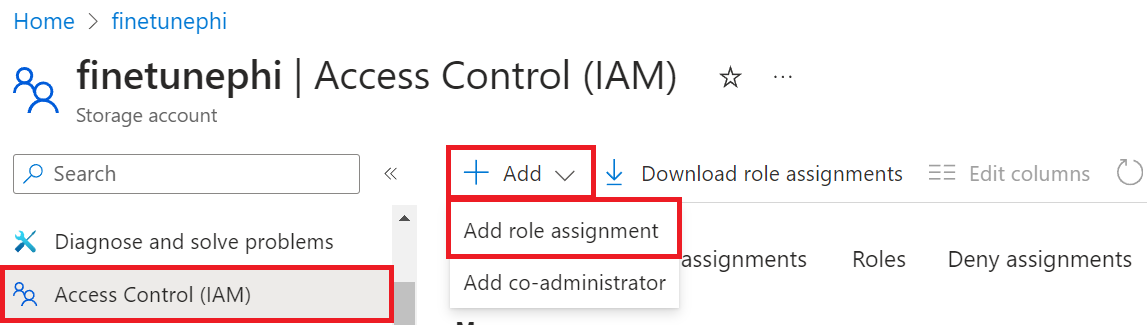 Home > finetunephi
finetunephi | Access Control (IAM) ☆ ...
Storage account
Search «
Add Download role assignments Edit columns
Diagnose and solve problems
Add role assignment
assignments Roles Deny assignments
Access Control (IAM)
Add co-administrator